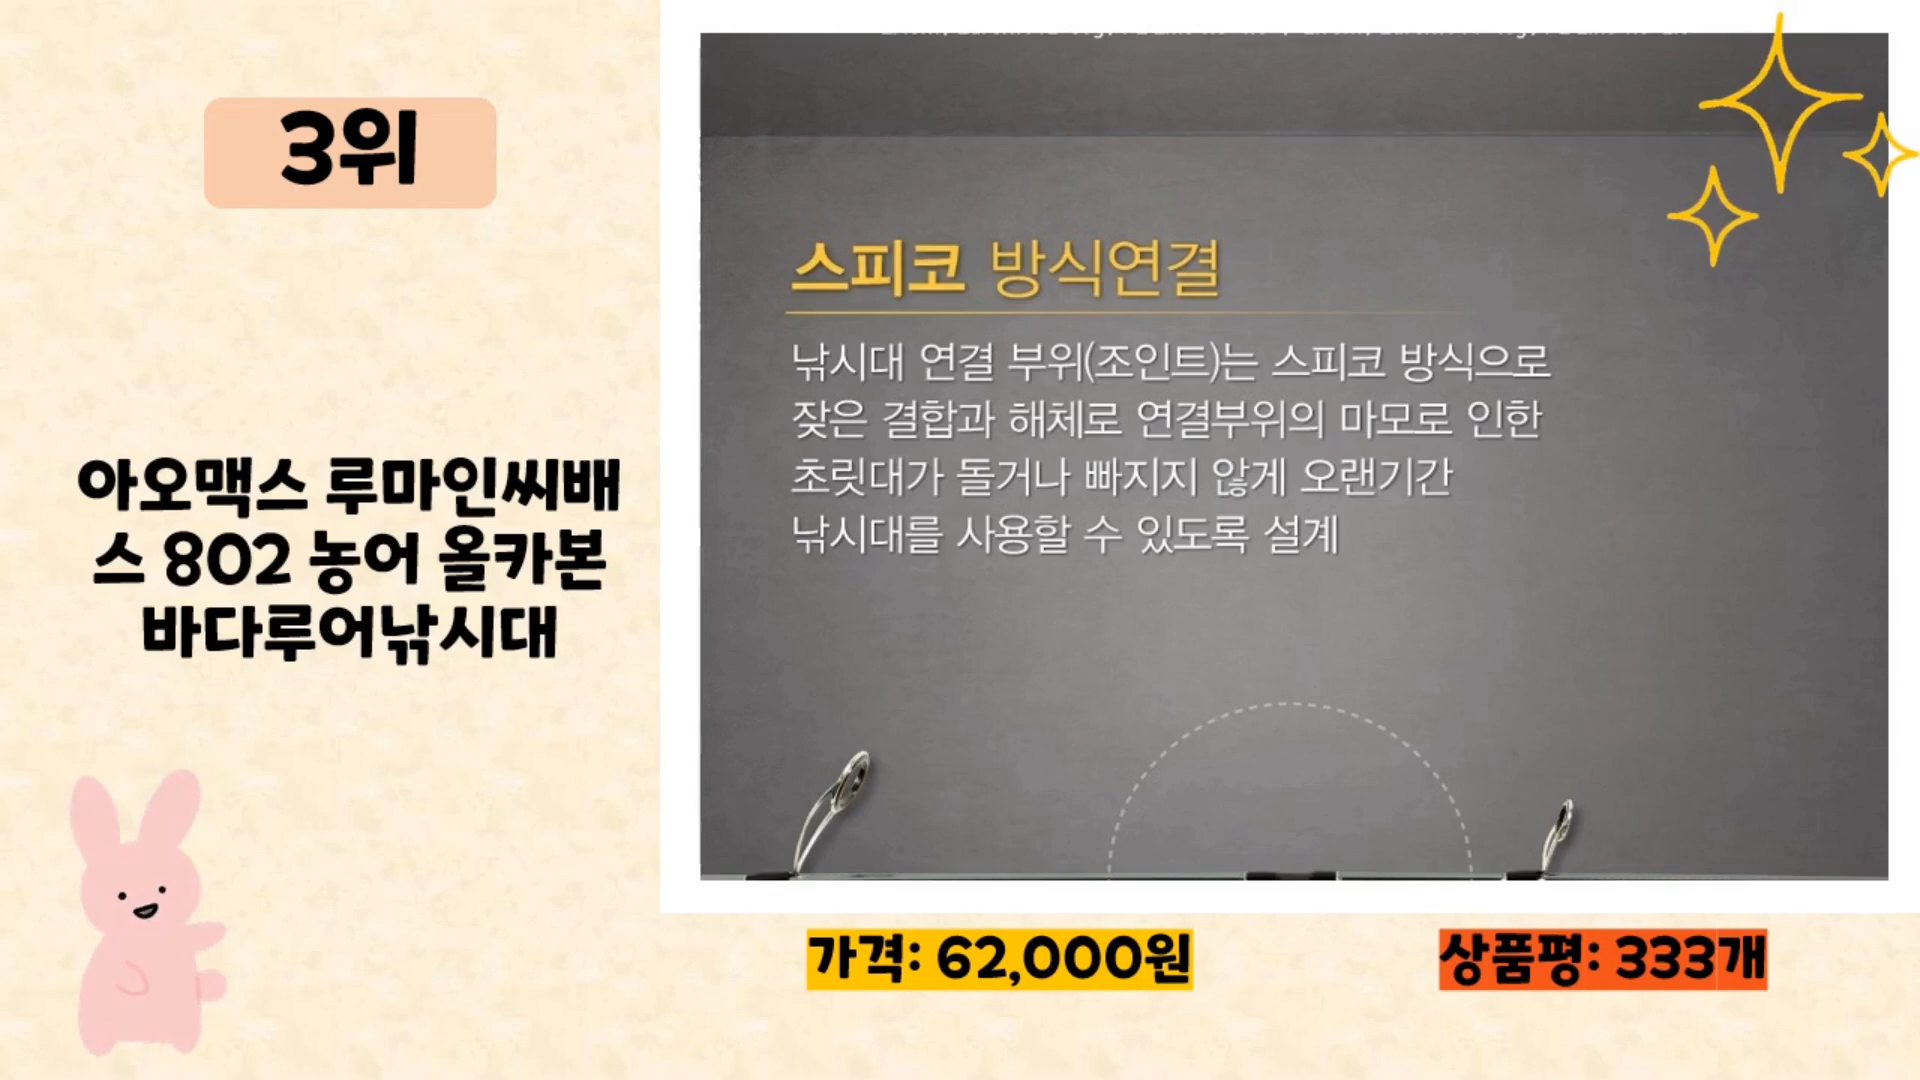 3위
아오맥스 루마인씨배
스 802 농어 올카본
바다루어낚시대
스피코 방식연결
낚시대 연결 부위(조인트)는 스피코 방식으로
잦은 결합과 해체로 연결부위의 마모로 인한
초릿대가 돌거나 빠지지 않게 오랜기간
낚시대를 사용할 수 있도록 설계
가격: 62,000원
상품평: 333개